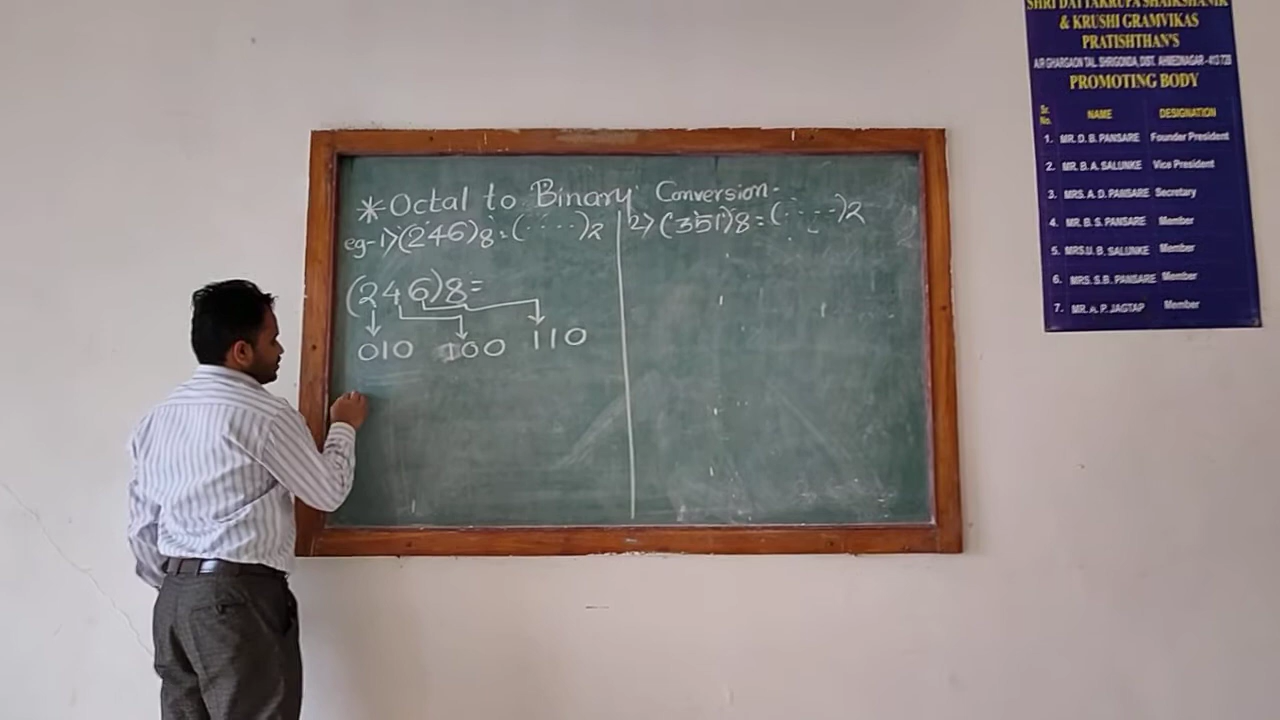 * Octal to Binary Conversion.
eg-1> (246)8 = (....)2
2> (351)8 = (....)2
(246)8 =
010 100 110
SHRI DATTAKRUPA SHAIKSHANIK
& KRUSHI GRAMVIKAS
PRATISHTHAN'S
A/P. GHARGAON TAL. SHRIGONDA, DIST. AHMEDNAGAR - 413 728
PROMOTING BODY
Sr. No. NAME DESIGNATION
1. MR. D. B. PANSARE Founder President
2. MR. B. A. SALUNKE Vice President
3. MRS. A. D. PANSARE Secretary
4. MR. B. S. PANSARE Member
5. MRS. U. B. SALUNKE Member
6. MRS. S.B. PANSARE Member
7. MR. A. P. JAGTAP Member